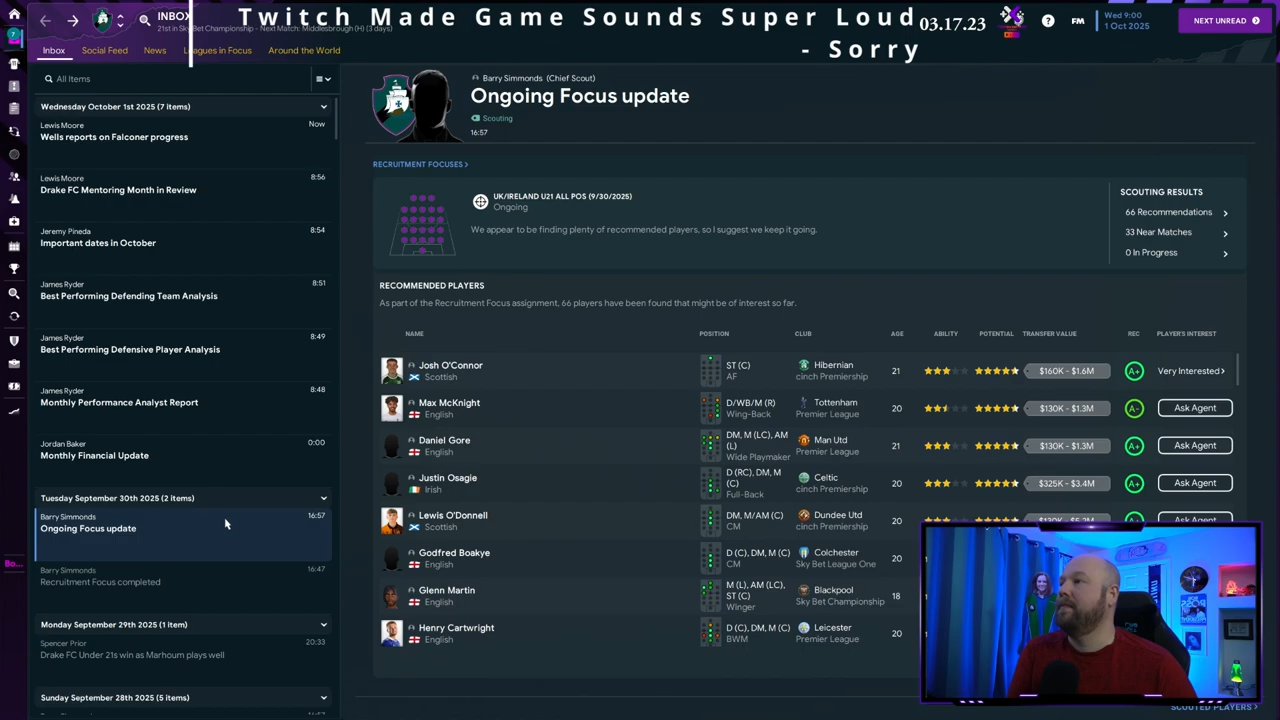 Twitch Made Game Sounds Super Loud
- Sorry
03.17.23
INBOX
21st in Sky Bet Championship - Next Match: Middlesbrough (H) (3 days)
FM
Wed 9:00
1 Oct 2025
NEXT UNREAD
7
Inbox
Social Feed
News
Leagues in Focus
Around the World
All Items
Wednesday October 1st 2025 (7 items)
Lewis Moore
Now
Wells reports on Falconer progress
Lewis Moore
8:56
Drake FC Mentoring Month in Review
Jeremy Pineda
8:54
Important dates in October
James Ryder
8:51
Best Performing Defending Team Analysis
James Ryder
8:49
Best Performing Defensive Player Analysis
James Ryder
8:48
Monthly Performance Analyst Report
Jordan Baker
0:00
Monthly Financial Update
Tuesday September 30th 2025 (2 items)
Barry Simmonds
16:57
Ongoing Focus update
Barry Simmonds
16:47
Recruitment Focus completed
Monday September 29th 2025 (1 item)
Spencer Prior
20:33
Drake FC Under 21s win as Marhoum plays well
Sunday September 28th 2025 (5 items)
Bo...
Barry Simmonds (Chief Scout)
Ongoing Focus update
Scouting
16:57
RECRUITMENT FOCUSES >
UK/IRELAND U21 ALL POS (9/30/2025)
Ongoing
We appear to be finding plenty of recommended players, so I suggest we keep it going.
SCOUTING RESULTS
66 Recommendations
33 Near Matches
0 In Progress
RECOMMENDED PLAYERS
As part of the Recruitment Focus assignment, 66 players have been found that might be of interest so far.
NAME POSITION CLUB AGE ABILITY POTENTIAL TRANSFER VALUE REC PLAYER'S INTEREST
Josh O'Connor ST (C) Hibernian 21 $160K - $1.6M A+ Very Interested >
Scottish AF cinch Premiership
Max McKnight D/WB/M (R) Tottenham 20 $130K - $1.3M A- Ask Agent
English Wing-Back Premier League
Daniel Gore DM, M (LC), AM (L) Man Utd 21 $130K - $1.3M A+ Ask Agent
English Wide Playmaker Premier League
Justin Osagie D (RC), DM, M (C) Celtic 20 $325K - $3.4M A+ Ask Agent
Irish Full-Back cinch Premiership
Lewis O'Donnell DM, M/AM (C) Dundee Utd 20 Ask Agent
Scottish CM cinch Premiership
Godfred Boakye D (C), DM, M (C) Colchester 20
English CM Sky Bet League One
Glenn Martin M (L), AM (LC), ST (C) Blackpool 18
English Winger Sky Bet Championship
Henry Cartwright D (C), DM, M (C) Leicester 20
English BWM Premier League
SCOUTED PLAYERS >